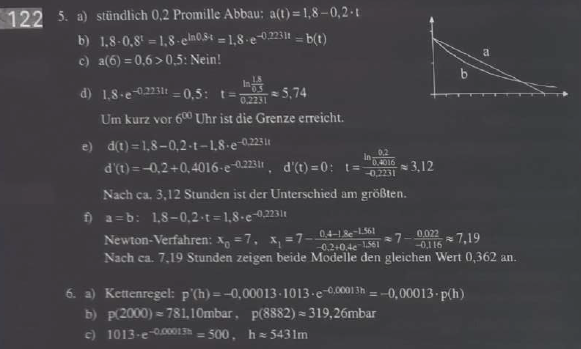 122
5. a) stündlich 0,2 Promille Abbau: a(t) = 1,8 – 0,2 · t
b) 1,8 · 0,8ᵗ = 1,8 · e^(ln0,8·t) = 1,8 · e^(–0,2231t) = b(t)
c) a(6) = 0,6 > 0,5: Nein!
a
b
d) 1,8 · e^(–0,2231t) = 0,5: t = (ln(1,8/0,5))/0,2231 ≈ 5,74
Um kurz vor 6⁰⁰ Uhr ist die Grenze erreicht.
e) d(t) = 1,8 – 0,2 · t – 1,8 · e^(–0,2231t)
d'(t) = –0,2 + 0,4016 · e^(–0,2231t), d'(t) = 0: t = (ln(0,2/0,4016))/(–0,2231) ≈ 3,12
Nach ca. 3,12 Stunden ist der Unterschied am größten.
f) a = b: 1,8 – 0,2 · t = 1,8 · e^(–0,2231t)
Newton-Verfahren: x₀ = 7, x₁ = 7 – (0,4–1,8e^(–1,561))/(–0,2+0,4e^(–1,561)) ≈ 7 – (0,022)/(–0,116) ≈ 7,19
Nach ca. 7,19 Stunden zeigen beide Modelle den gleichen Wert 0,362 an.
6. a) Kettenregel: p'(h) = –0,00013 · 1013 · e^(–0,00013h) = –0,00013 · p(h)
b) p(2000) ≈ 781,10mbar, p(8882) ≈ 319,26mbar
c) 1013 · e^(–0,00013h) = 500, h ≈ 5431m